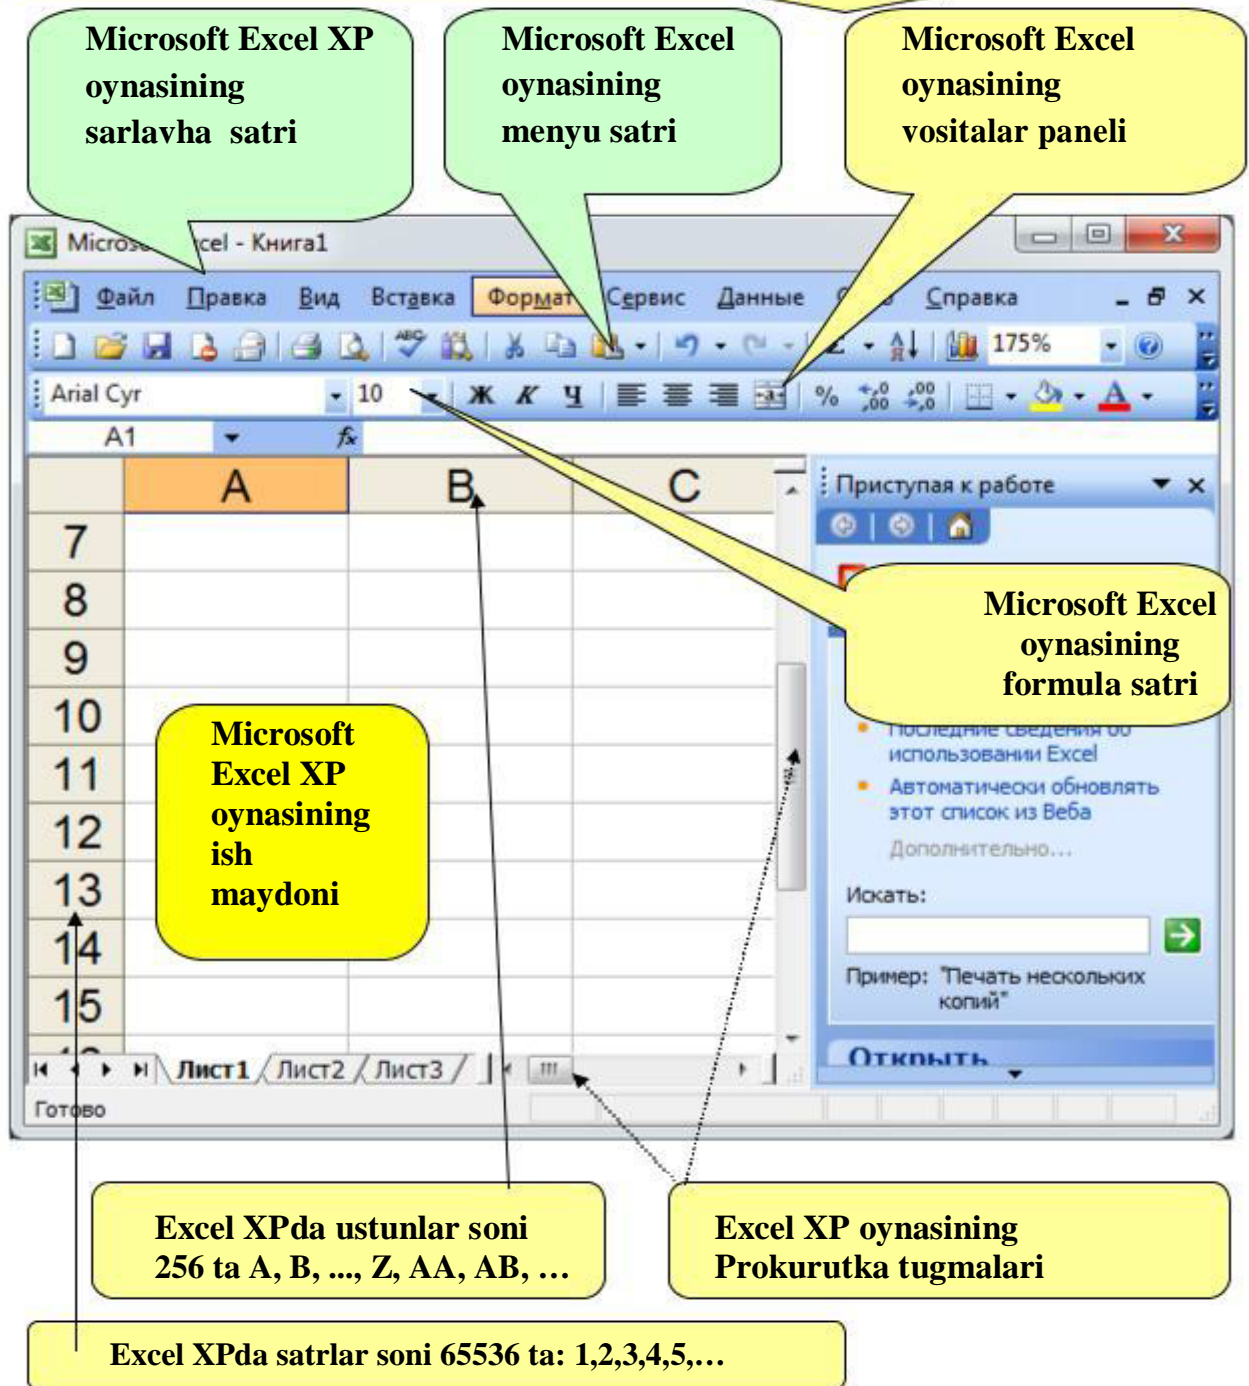 Microsoft Excel XP
oynasining
sarlavha satri
Microsoft Excel
oynasining
menyu satri
Microsoft Excel
oynasining
vositalar paneli
Excel - Книга1
Файл Правка Вид Вставка Формат Сервис Данные Справка
175%
Arial Cyr 10 Ж К Ч
A1 fx
A B C
Приступая к работе
7
8
9
10
11
12
13
14
15
Microsoft Excel
oynasining
formula satri
Microsoft
Excel XP
oynasining
ish
maydoni
Последние сведения об
использовании Excel
Автоматически обновлять
этот список из Веба
Дополнительно...
Искать:
Пример: "Печать нескольких
копий"
Открыть
Лист1 Лист2 Лист3
Готово
Excel XPda ustunlar soni
256 ta A, B, ..., Z, AA, AB, …
Excel XP oynasining
Prokurutka tugmalari
Excel XPda satrlar soni 65536 ta: 1,2,3,4,5,…